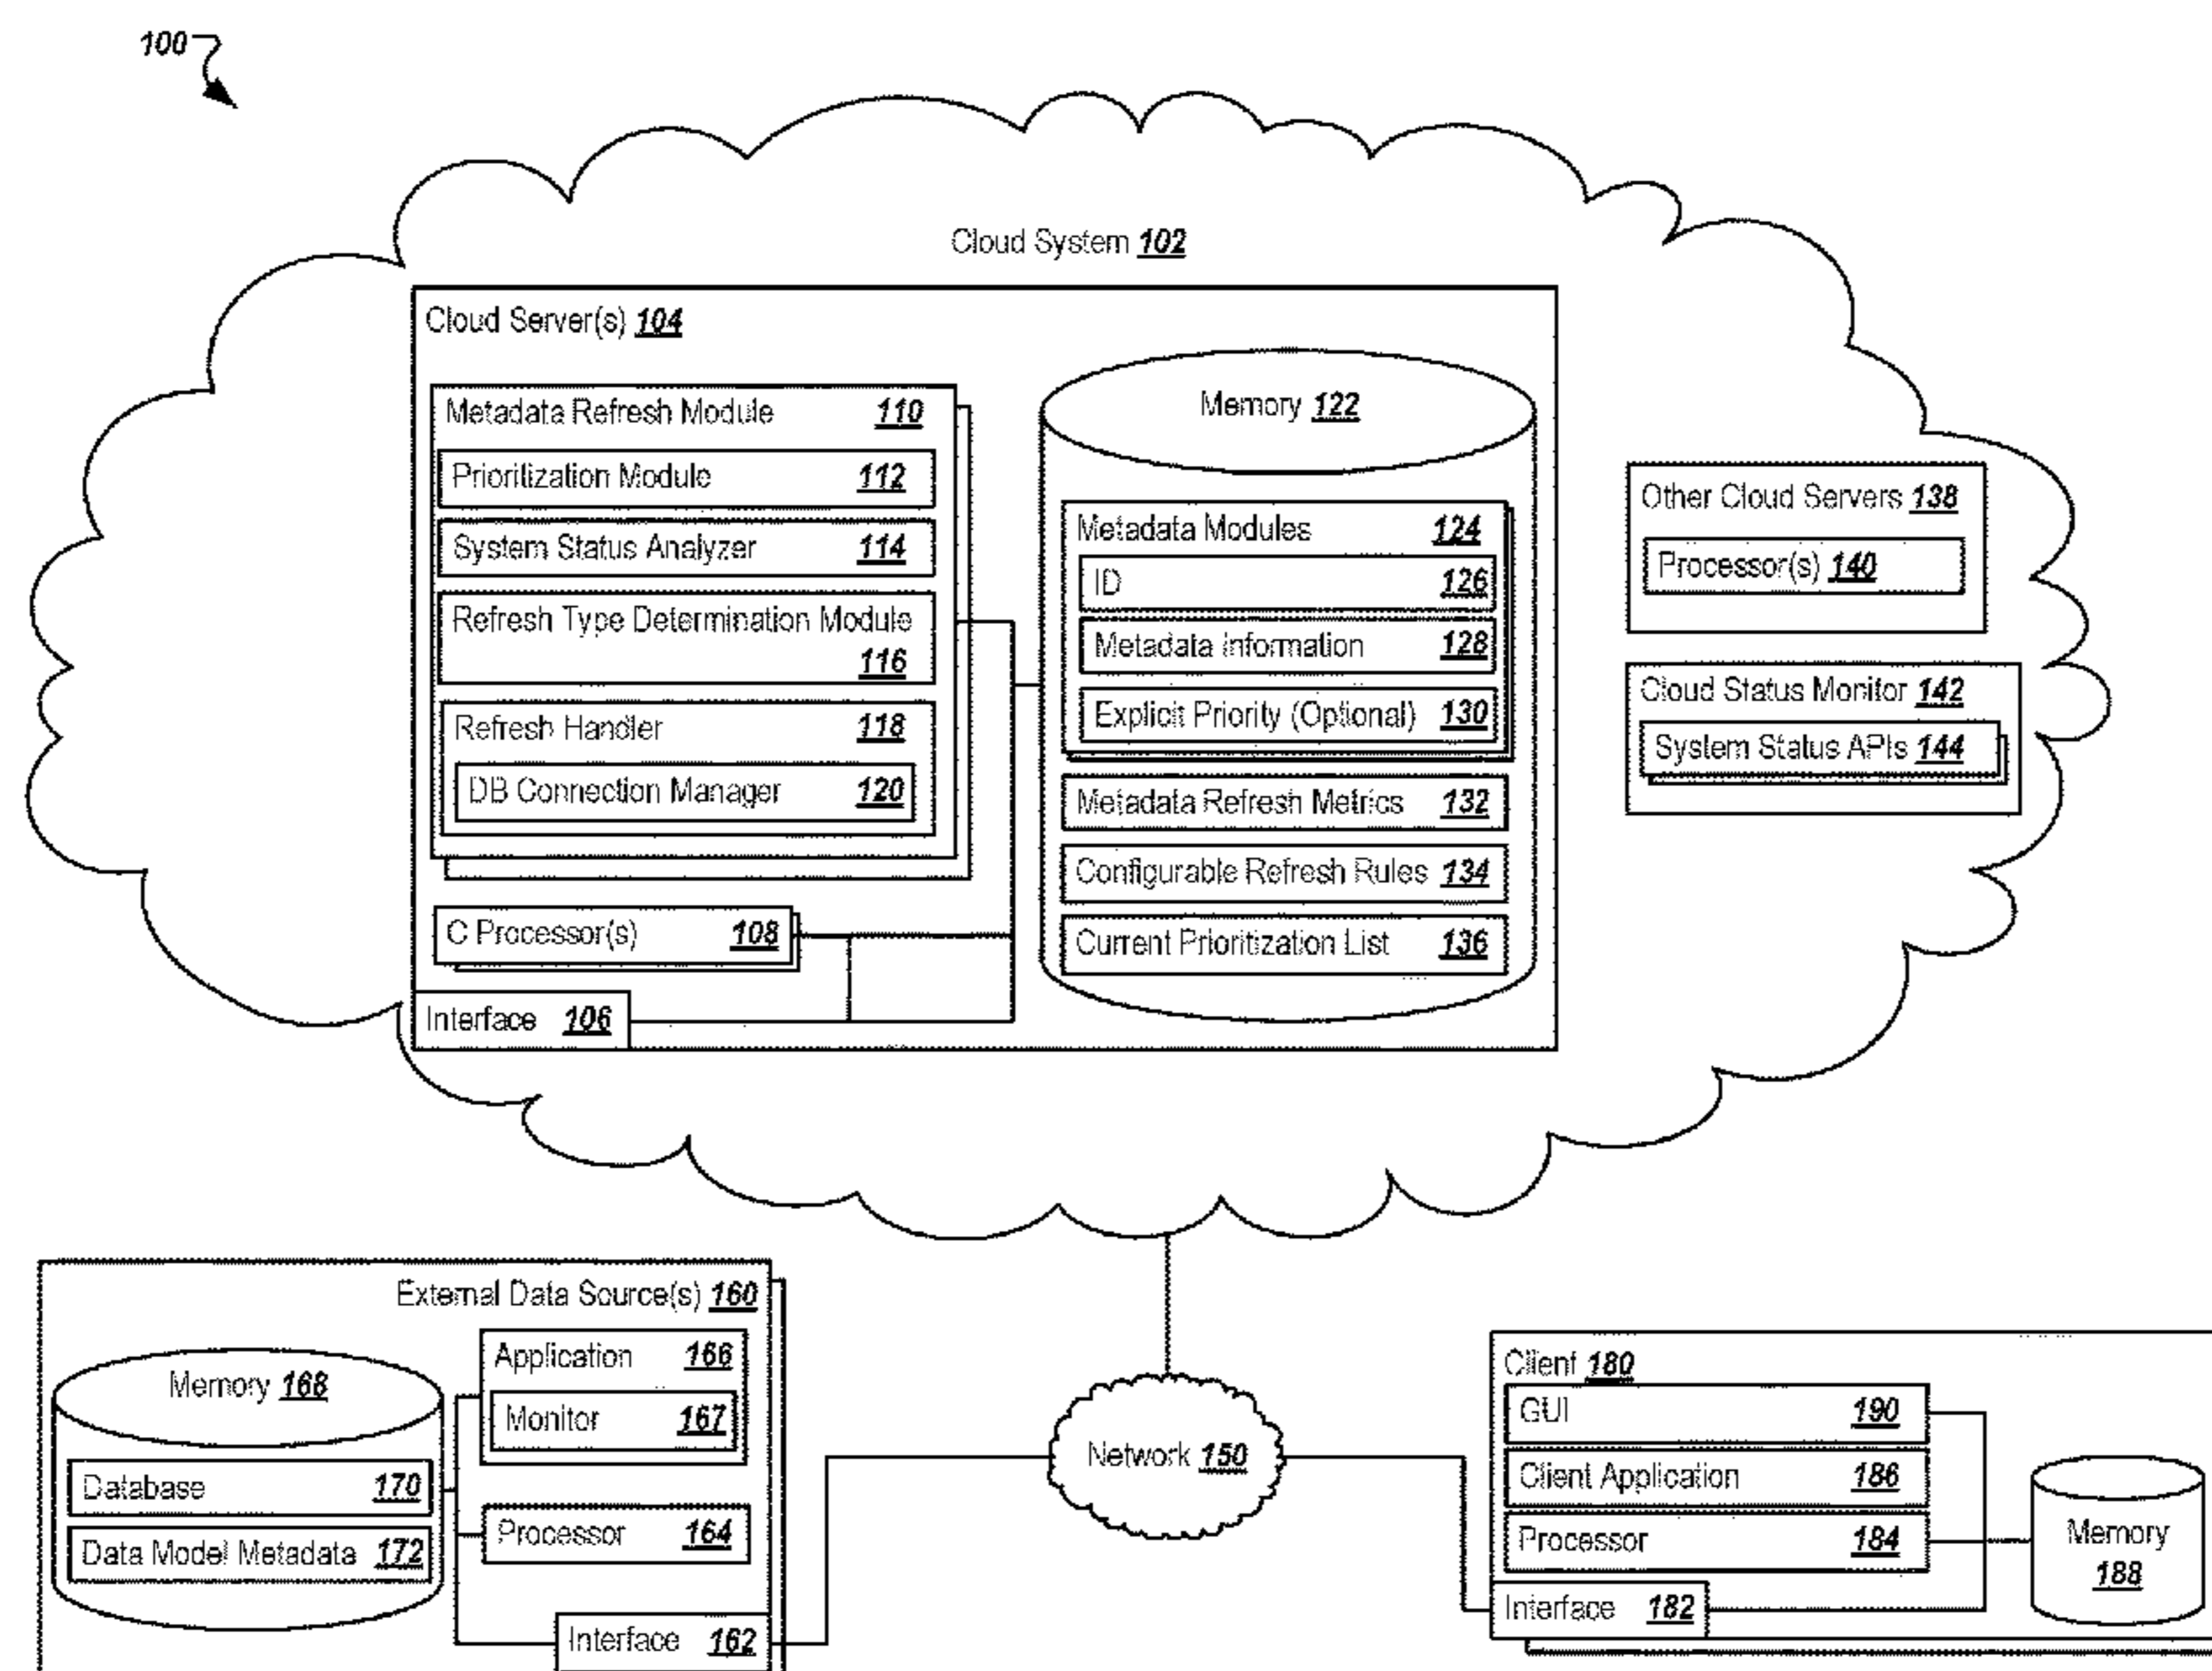 100
Cloud System 102
Cloud Server(s) 104
Metadata Refresh Module 110
Prioritization Module 112
System Status Analyzer 114
Refresh Type Determination Module
116
Refresh Handler 118
DB Connection Manager 120
C Processor(s) 108
Interface 106
Memory 122
Metadata Modules 124
ID 126
Metadata Information 128
Explicit Priority (Optional) 130
Metadata Refresh Metrics 132
Configurable Refresh Rules 134
Current Prioritization List 136
Other Cloud Servers 138
Processor(s) 140
Cloud Status Monitor 142
System Status APIs 144
External Data Source(s) 160
Memory 168
Database 170
Data Model Metadata 172
Application 166
Monitor 167
Processor 164
Interface 162
Network 150
Client 180
GUI 190
Client Application 186
Processor 184
Interface 182
Memory
188